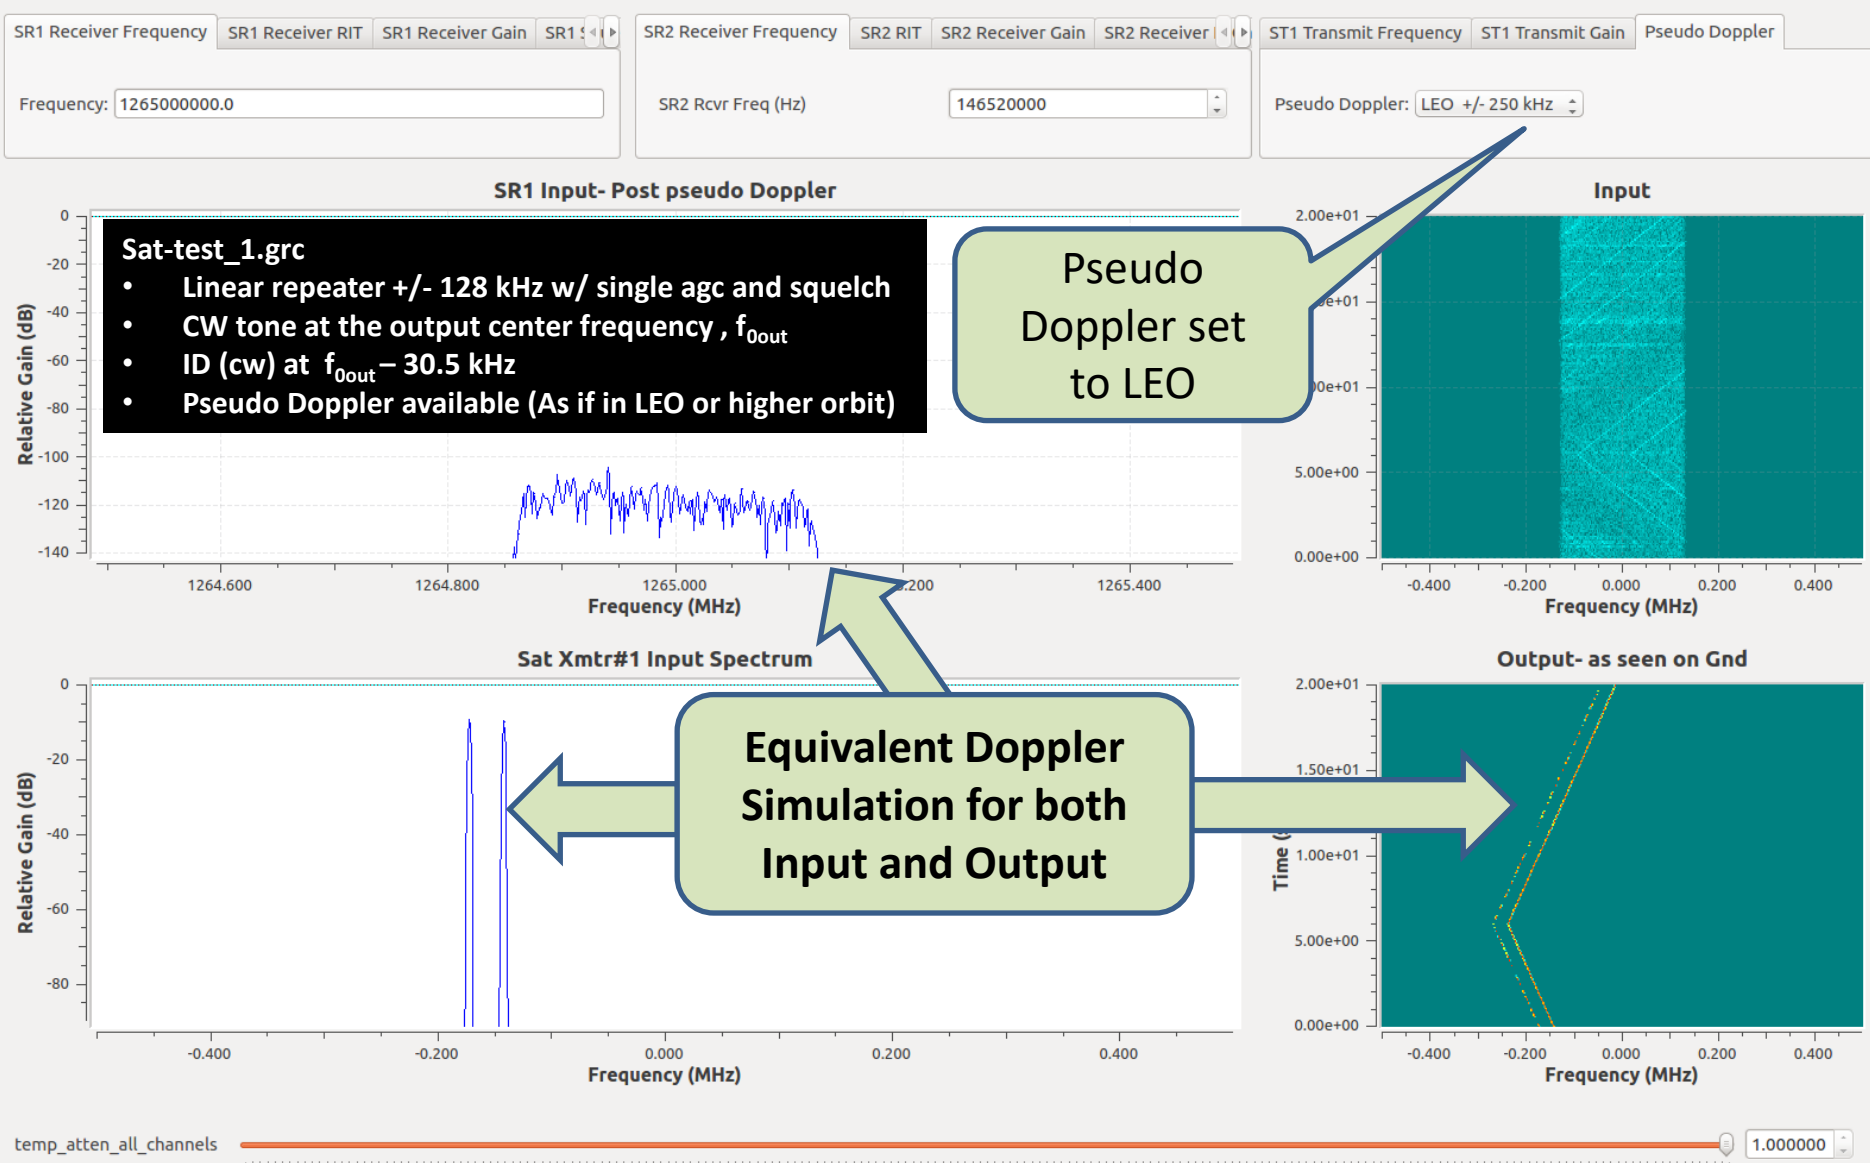 SR1 Receiver Frequency SR1 Receiver RIT SR1 Receiver Gain SR1
SR2 Receiver Frequency SR2 RIT SR2 Receiver Gain SR2 Receiver
ST1 Transmit Frequency ST1 Transmit Gain Pseudo Doppler
Frequency: 1265000000.0
SR2 Rcvr Freq (Hz) 146520000
Pseudo Doppler: LEO +/- 250 kHz
SR1 Input- Post pseudo Doppler
0
-20
-40
-60
-80
-100
-120
-140
Relative Gain (dB)
Sat-test_1.grc
• Linear repeater +/- 128 kHz w/ single agc and squelch
• CW tone at the output center frequency , f0out
• ID (cw) at f0out – 30.5 kHz
• Pseudo Doppler available (As if in LEO or higher orbit)
1264.600 1264.800 1265.000 .200 1265.400
Frequency (MHz)
Pseudo
Doppler set
to LEO
Input
2.00e+01
e+01
00e+01
5.00e+00
0.00e+00
-0.400 -0.200 0.000 0.200 0.400
Frequency (MHz)
Sat Xmtr#1 Input Spectrum
0
-20
-40
-60
-80
Relative Gain (dB)
-0.400 -0.200 0.000 0.200 0.400
Frequency (MHz)
Equivalent Doppler
Simulation for both
Input and Output
Output- as seen on Gnd
2.00e+01
1.50e+01
1.00e+01
5.00e+00
0.00e+00
Time (
-0.400 -0.200 0.000 0.200 0.400
Frequency (MHz)
temp_atten_all_channels 1.000000